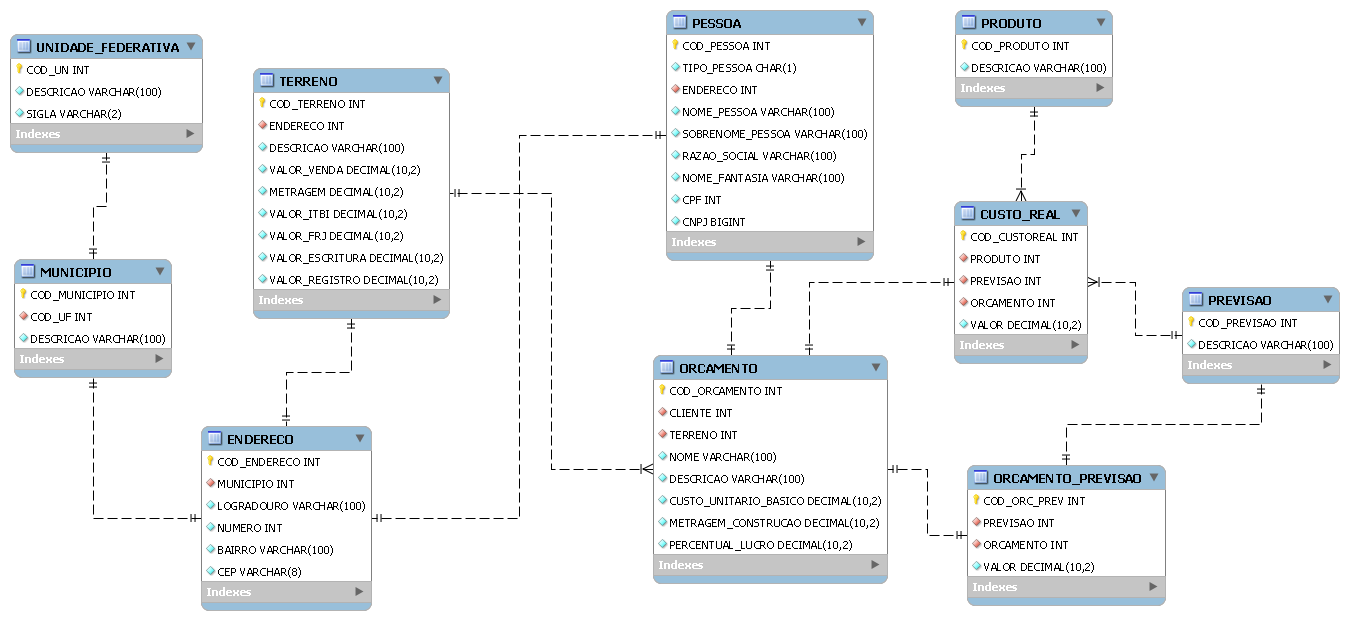 UNIDADE_FEDERATIVA
COD_UN INT
DESCRICAO VARCHAR(100)
SIGLA VARCHAR(2)
Indexes
MUNICIPIO
COD_MUNICIPIO INT
COD_UF INT
DESCRICAO VARCHAR(100)
Indexes
TERRENO
COD_TERRENO INT
ENDERECO INT
DESCRICAO VARCHAR(100)
VALOR_VENDA DECIMAL(10,2)
METRAGEM DECIMAL(10,2)
VALOR_ITBI DECIMAL(10,2)
VALOR_FRJ DECIMAL(10,2)
VALOR_ESCRITURA DECIMAL(10,2)
VALOR_REGISTRO DECIMAL(10,2)
Indexes
ENDERECO
COD_ENDERECO INT
MUNICIPIO INT
LOGRADOURO VARCHAR(100)
NUMERO INT
BAIRRO VARCHAR(100)
CEP VARCHAR(8)
Indexes
PESSOA
COD_PESSOA INT
TIPO_PESSOA CHAR(1)
ENDERECO INT
NOME_PESSOA VARCHAR(100)
SOBRENOME_PESSOA VARCHAR(100)
RAZAO_SOCIAL VARCHAR(100)
NOME_FANTASIA VARCHAR(100)
CPF INT
CNPJ BIGINT
Indexes
ORCAMENTO
COD_ORCAMENTO INT
CLIENTE INT
TERRENO INT
NOME VARCHAR(100)
DESCRICAO VARCHAR(100)
CUSTO_UNITARIO_BASICO DECIMAL(10,2)
METRAGEM_CONSTRUCAO DECIMAL(10,2)
PERCENTUAL_LUCRO DECIMAL(10,2)
Indexes
PRODUTO
COD_PRODUTO INT
DESCRICAO VARCHAR(100)
Indexes
CUSTO_REAL
COD_CUSTOREAL INT
PRODUTO INT
PREVISAO INT
ORCAMENTO INT
VALOR DECIMAL(10,2)
Indexes
PREVISAO
COD_PREVISAO INT
DESCRICAO VARCHAR(100)
Indexes
ORCAMENTO_PREVISAO
COD_ORC_PREV INT
PREVISAO INT
ORCAMENTO INT
VALOR DECIMAL(10,2)
Indexes